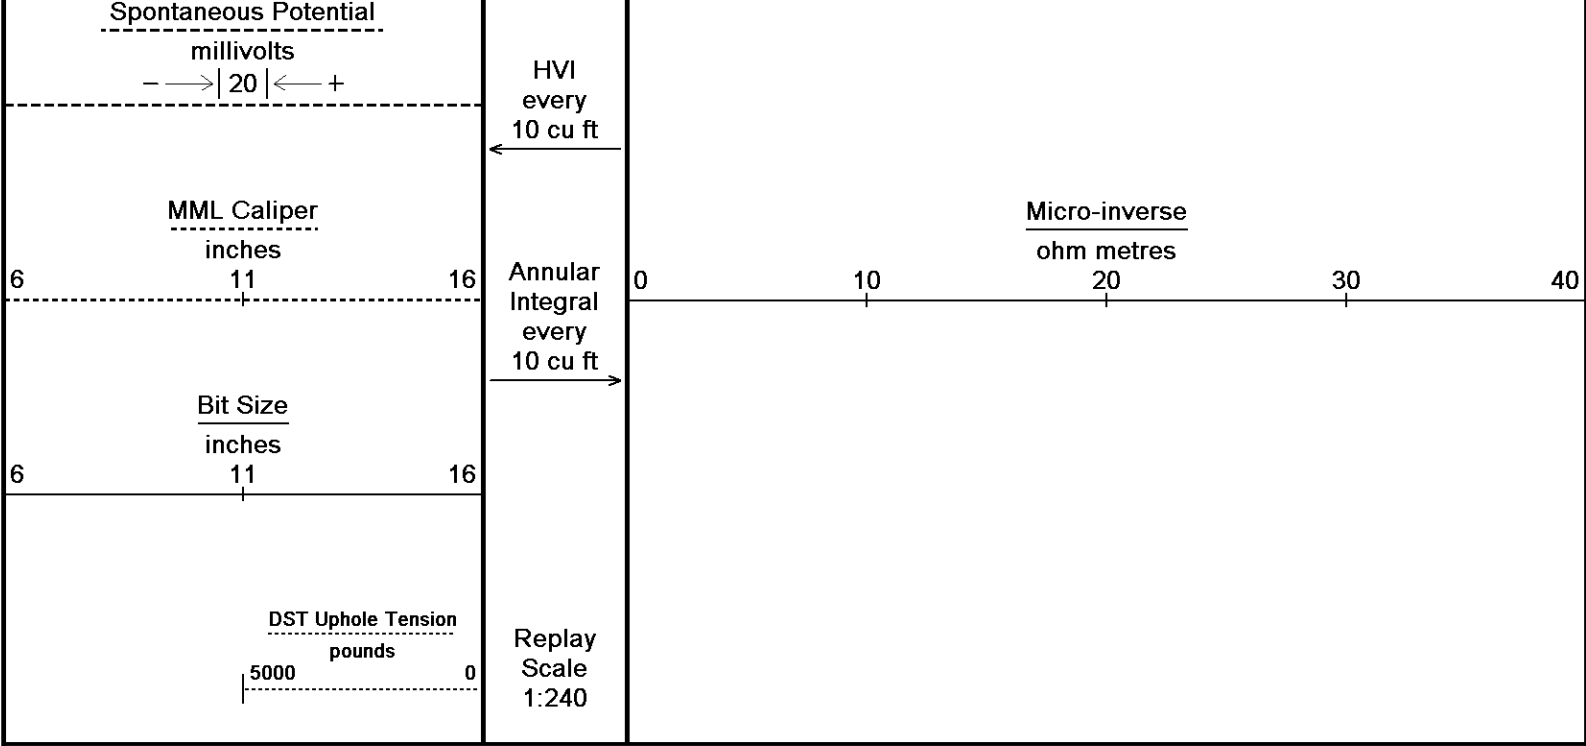 Spontaneous Potential
millivolts
− 20 +
MML Caliper
inches
6 11 16
Bit Size
inches
6 11 16
DST Uphole Tension
pounds
5000 0
HVI
every
10 cu ft
Annular
Integral
every
10 cu ft
Replay
Scale
1:240
Micro-inverse
ohm metres
0 10 20 30 40